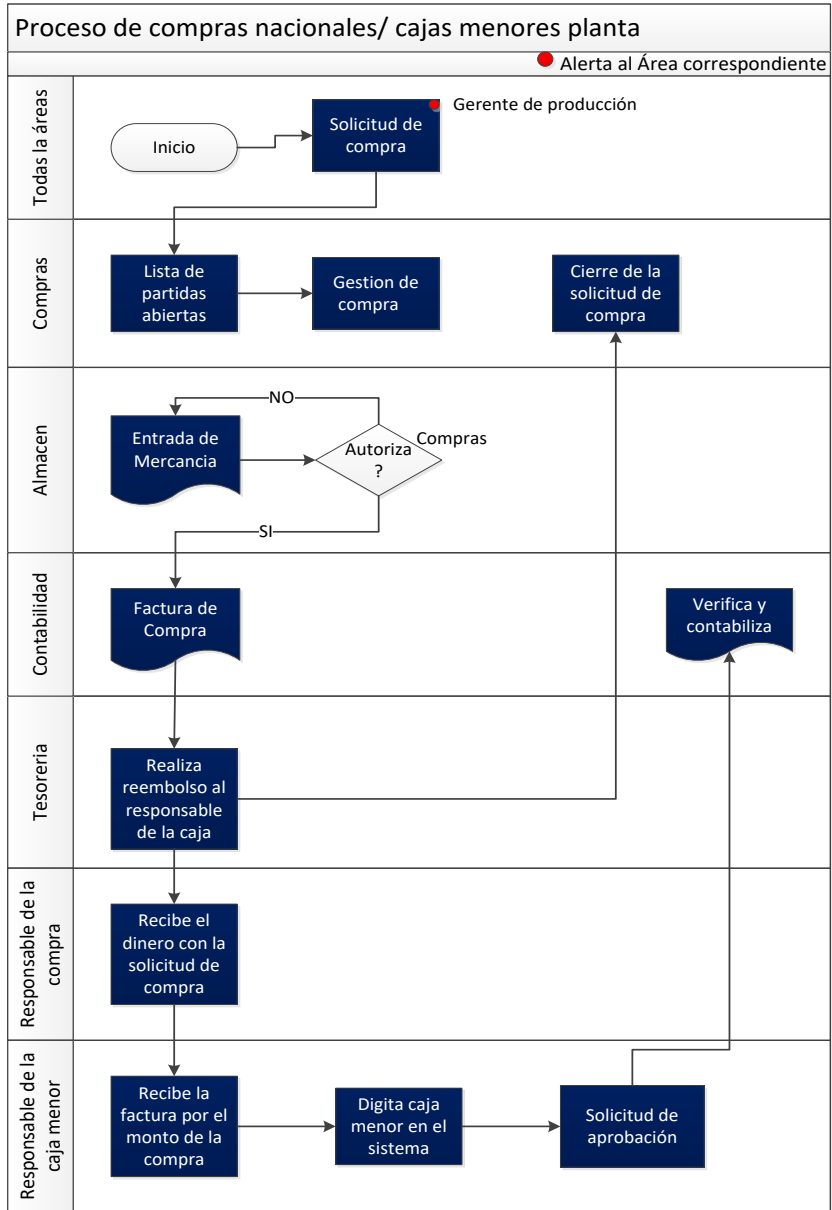 Proceso de compras nacionales/ cajas menores planta
Alerta al Área correspondiente
Todas la áreas
Inicio
Solicitud de
compra
Gerente de producción
Compras
Lista de
partidas
abiertas
Gestion de
compra
Cierre de la
solicitud de
compra
Almacen
NO
Entrada de
Mercancia
Autoriza
?
Compras
SI
Contabilidad
Factura de
Compra
Verifica y
contabiliza
Tesoreria
Realiza
reembolso al
responsable
de la caja
Responsable de la
compra
Recibe el
dinero con la
solicitud de
compra
Responsable de la
caja menor
Recibe la
factura por el
monto de la
compra
Digita caja
menor en el
sistema
Solicitud de
aprobación